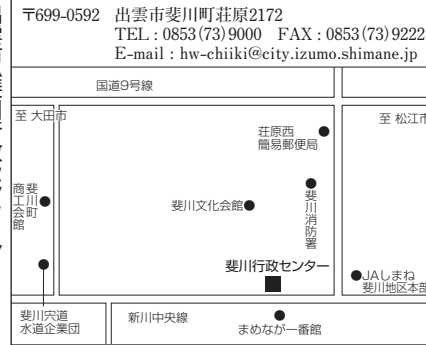 〒699-0592 出雲市斐川町荘原2172
TEL : 0853(73)9000 FAX : 0853(73)9222
E-mail : hw-chiiki@city.izumo.shimane.jp
国道9号線
至 大田市
至 松江市
荘原西
簡易郵便局
斐川町
商工会館
斐川文化会館
斐川消防署
斐川行政センター
JAしまね
斐川地区本部
斐川宍道
水道企業団
新川中央線
まめなが一番館